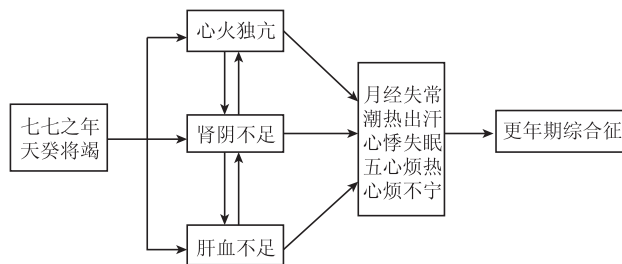 心火独亢
七七之年
天癸将竭
肾阴不足
肝血不足
月经失常
潮热出汗
心悸失眠
五心烦热
心烦不宁
更年期综合征